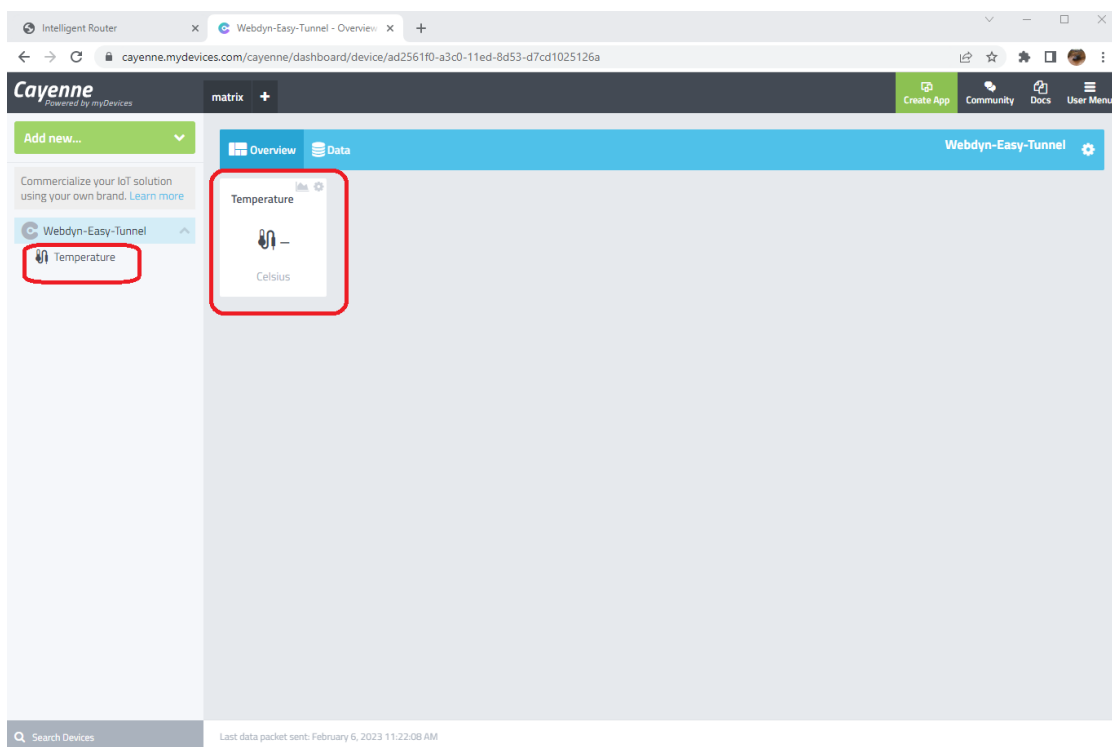 Intelligent Router
Webdyn-Easy-Tunnel - Overview
cayenne.mydevices.com/cayenne/dashboard/device/ad2561f0-a3c0-11ed-8d53-d7cd1025126a
Cayenne
Powered by myDevices
matrix
Create App
Community
Docs
User Menu
Add new...
Overview
Data
Webdyn-Easy-Tunnel
Commercialize your IoT solution
using your own brand. Learn more
Webdyn-Easy-Tunnel
Temperature
Temperature
–
Celsius
Search Devices
Last data packet sent: February 6, 2023 11:22:08 AM